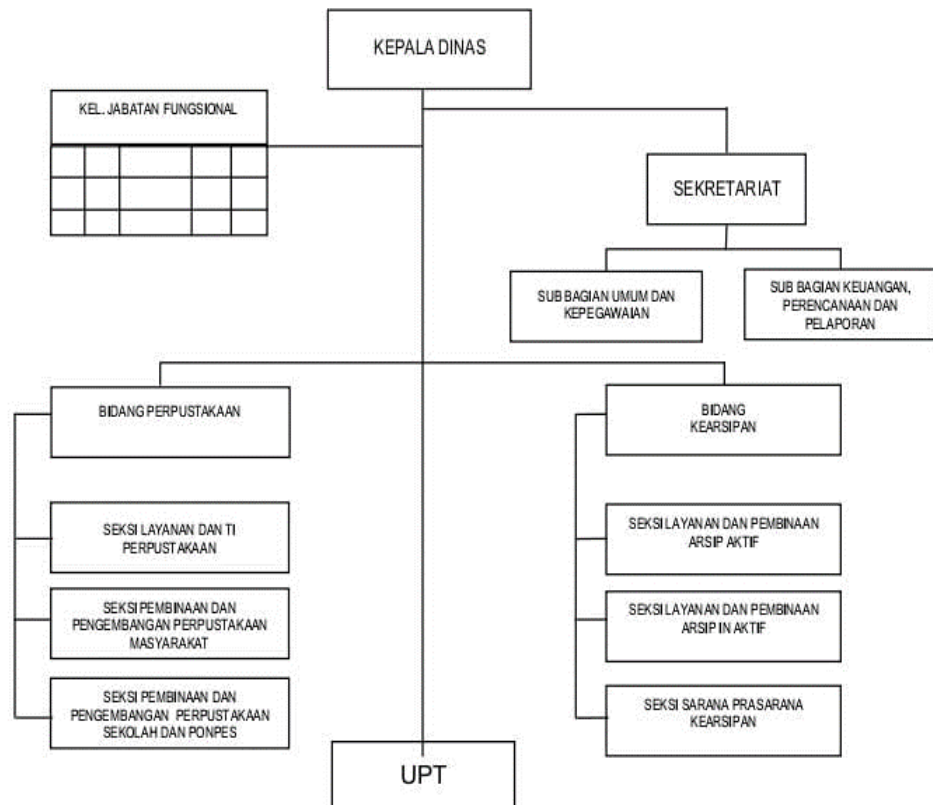 KEPALA DINAS
KEL. JABATAN FUNGSIONAL
SEKRETARIAT
SUB BAGIAN UMUM DAN
KEPEGAWAIAN
SUB BAGIAN KEUANGAN,
PERENCANAAN DAN
PELAPORAN
BIDANG PERPUSTAKAAN
SEKSI LAYANAN DAN TI
PERPUSTAKAAN
SEKSI PEMBINAAN DAN
PENGEMBANGAN PERPUSTAKAAN
MASYARAKAT
SEKSI PEMBINAAN DAN
PENGEMBANGAN PERPUSTAKAAN
SEKOLAH DAN PONPES
BIDANG
KEARSIPAN
SEKSI LAYANAN DAN PEMBINAAN
ARSIP AKTIF
SEKSI LAYANAN DAN PEMBINAAN
ARSIP IN AKTIF
SEKSI SARANA PRASARANA
KEARSIPAN
UPT